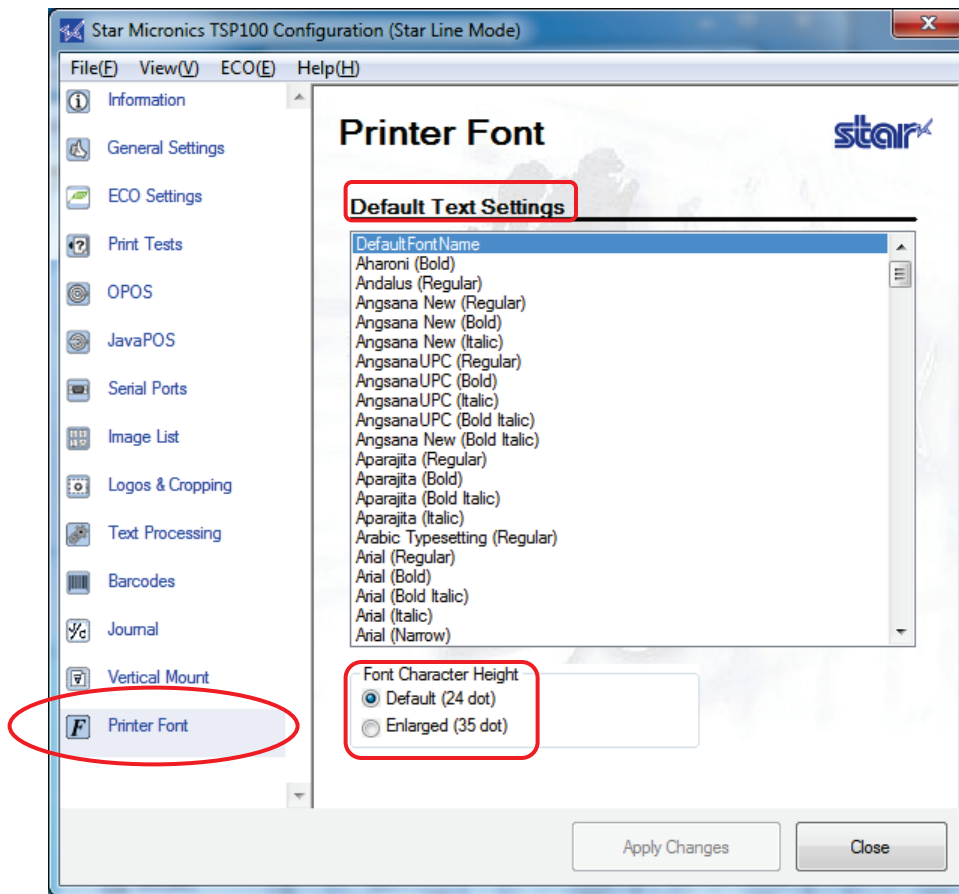 Star Micronics TSP100 Configuration (Star Line Mode)
File(F) View(V) ECO(E) Help(H)
Information
General Settings
ECO Settings
Print Tests
OPOS
JavaPOS
Serial Ports
Image List
Logos & Cropping
Text Processing
Barcodes
Journal
Vertical Mount
F Printer Font
Printer Font
star
Default Text Settings
DefaultFontName
Aharoni (Bold)
Andalus (Regular)
Angsana New (Regular)
Angsana New (Bold)
Angsana New (Italic)
AngsanaUPC (Regular)
AngsanaUPC (Bold)
AngsanaUPC (Italic)
AngsanaUPC (Bold Italic)
Angsana New (Bold Italic)
Aparajita (Regular)
Aparajita (Bold)
Aparajita (Bold Italic)
Aparajita (Italic)
Arabic Typesetting (Regular)
Arial (Regular)
Arial (Bold)
Arial (Bold Italic)
Arial (Italic)
Arial (Narrow)
Font Character Height
Default (24 dot)
Enlarged (35 dot)
Apply Changes
Close